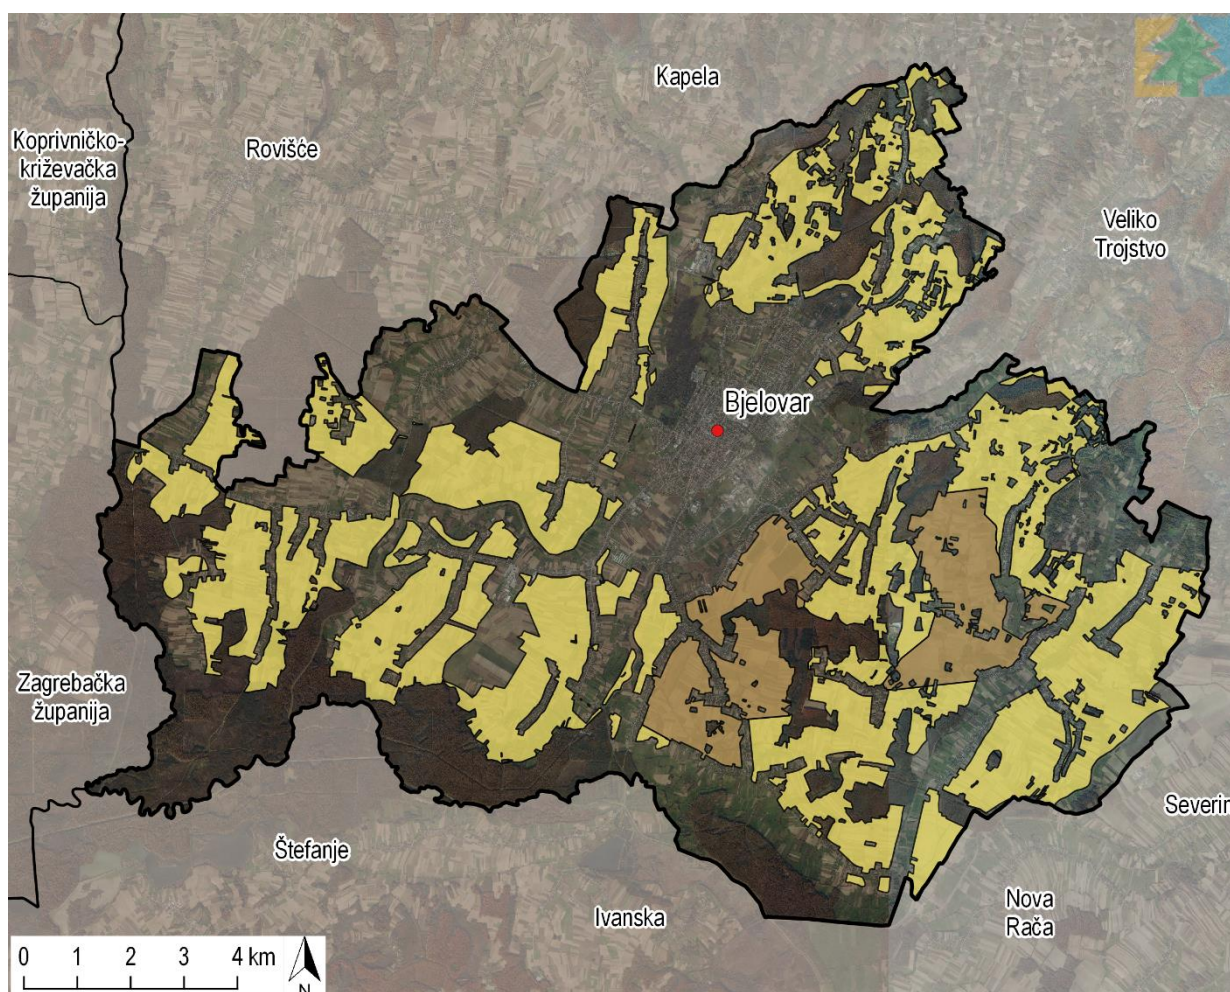 Kapela
Koprivničko-
križevačka
županija
Rovišće
Veliko
Trojstvo
Bjelovar
Zagrebačka
županija
Severin
Štefanje
Ivanska
Nova
Rača
0 1 2 3 4 km
N